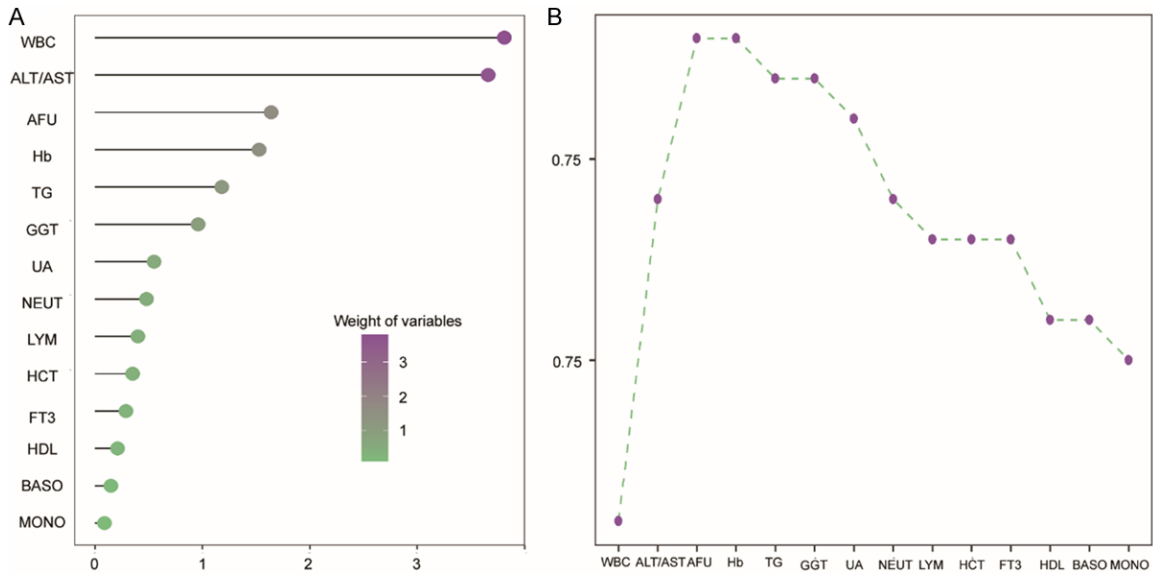 A
WBC
ALT/AST
AFU
Hb
TG
GGT
UA
NEUT
LYM
HCT
FT3
HDL
BASO
MONO
Weight of variables
3
2
1
0 1 2 3
B
0.75
0.75
WBC ALT/AST AFU Hb TG GGT UA NEUT LYM HCT FT3 HDL BASO MONO